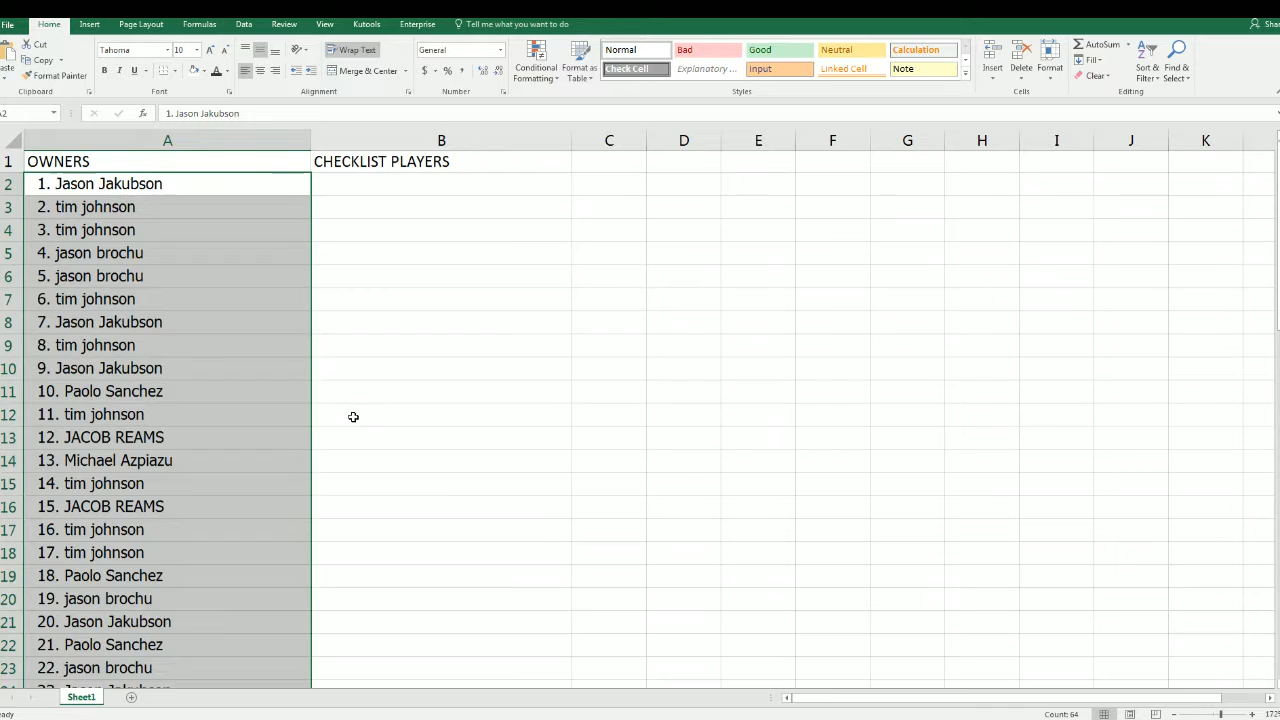 File Home Insert Page Layout Formulas Data Review View Kutools Enterprise Tell me what you want to do
Cut
Copy
Format Painter
Clipboard
Tahoma 10
B I U
Font
Wrap Text
Merge & Center
Alignment
General
$ % ,
Number
Conditional Formatting
Format as Table
Normal Bad Good Neutral Calculation
Check Cell Explanatory ... Input Linked Cell Note
Styles
Insert Delete Format
Cells
AutoSum
Fill
Clear
Sort & Filter
Find & Select
Editing
fx 1. Jason Jakubson
A B C D E F G H I J K
1 OWNERS CHECKLIST PLAYERS
2 1. Jason Jakubson
3 2. tim johnson
4 3. tim johnson
5 4. jason brochu
6 5. jason brochu
7 6. tim johnson
8 7. Jason Jakubson
9 8. tim johnson
10 9. Jason Jakubson
11 10. Paolo Sanchez
12 11. tim johnson
13 12. JACOB REAMS
14 13. Michael Azpiazu
15 14. tim johnson
16 15. JACOB REAMS
17 16. tim johnson
18 17. tim johnson
19 18. Paolo Sanchez
20 19. jason brochu
21 20. Jason Jakubson
22 21. Paolo Sanchez
23 22. jason brochu
Sheet1
Count: 64